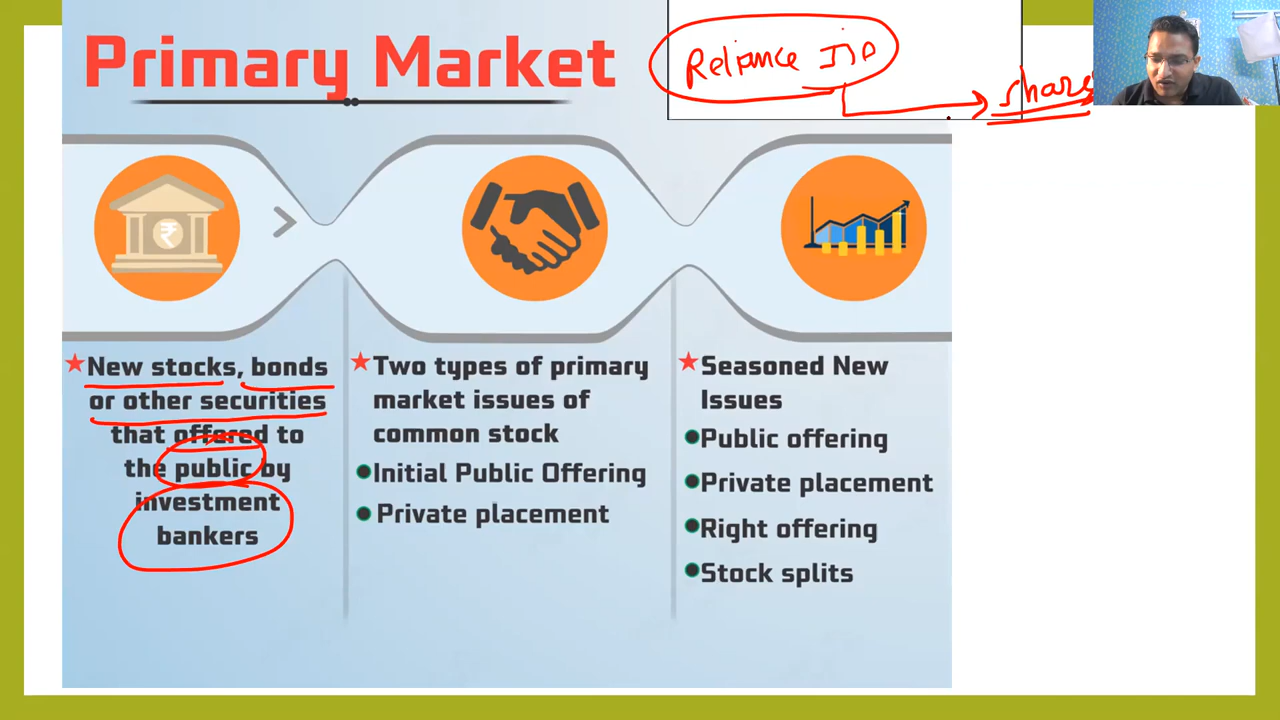 Primary Market
Reliance Jio
share
₹
★New stocks, bonds
or other securities
that offered to
the public by
investment
bankers
★Two types of primary
market issues of
common stock
●Initial Public Offering
●Private placement
★Seasoned New
Issues
●Public offering
●Private placement
●Right offering
●Stock splits